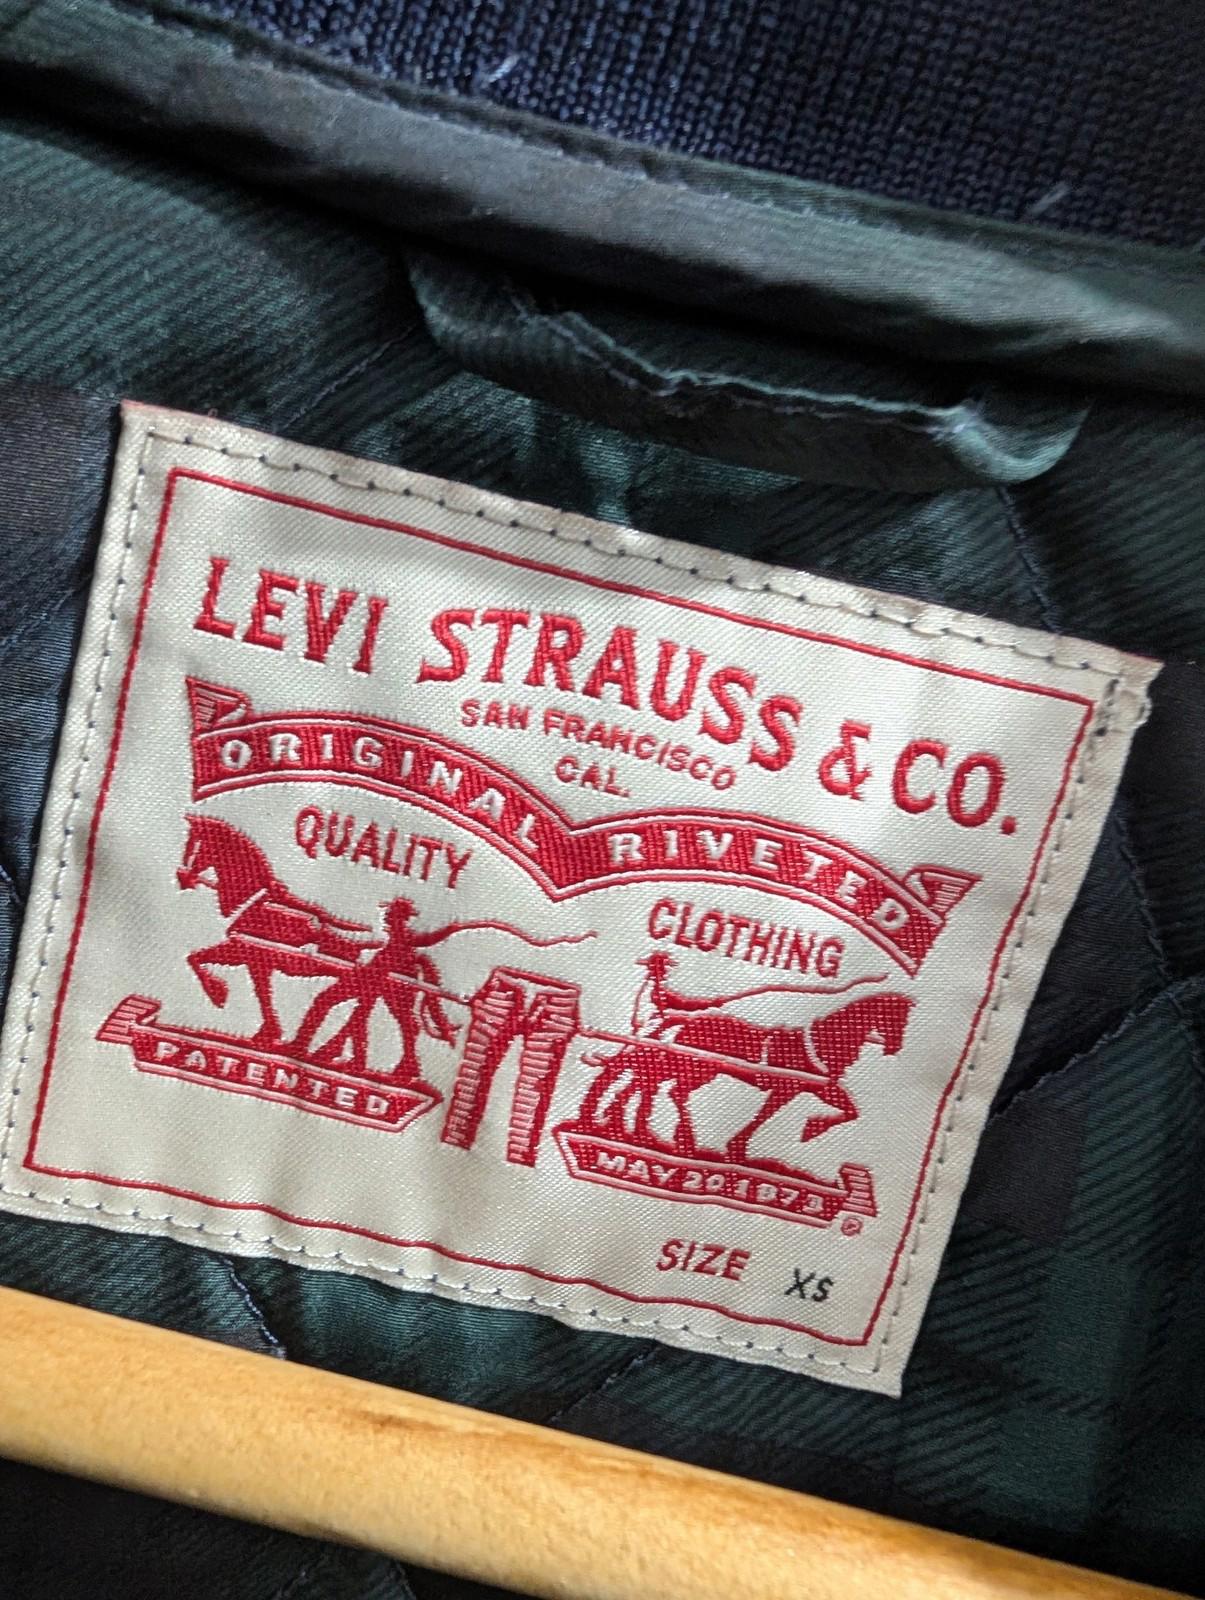 LEVI STRAUSS & CO.
SAN FRANCISCO
CAL.
ORIGINAL RIVETED
QUALITY
CLOTHING
PATENTED
MAY 20 1873
®
SIZE XS